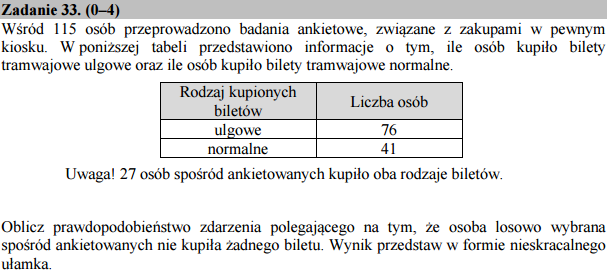 Zadanie 33. (0–4)
Wśród 115 osób przeprowadzono badania ankietowe, związane z zakupami w pewnym
kiosku. W poniższej tabeli przedstawiono informacje o tym, ile osób kupiło bilety
tramwajowe ulgowe oraz ile osób kupiło bilety tramwajowe normalne.
Rodzaj kupionych
biletów
Liczba osób
ulgowe 76
normalne 41
Uwaga! 27 osób spośród ankietowanych kupiło oba rodzaje biletów.
Oblicz prawdopodobieństwo zdarzenia polegającego na tym, że osoba losowo wybrana
spośród ankietowanych nie kupiła żadnego biletu. Wynik przedstaw w formie nieskracalnego
ułamka.